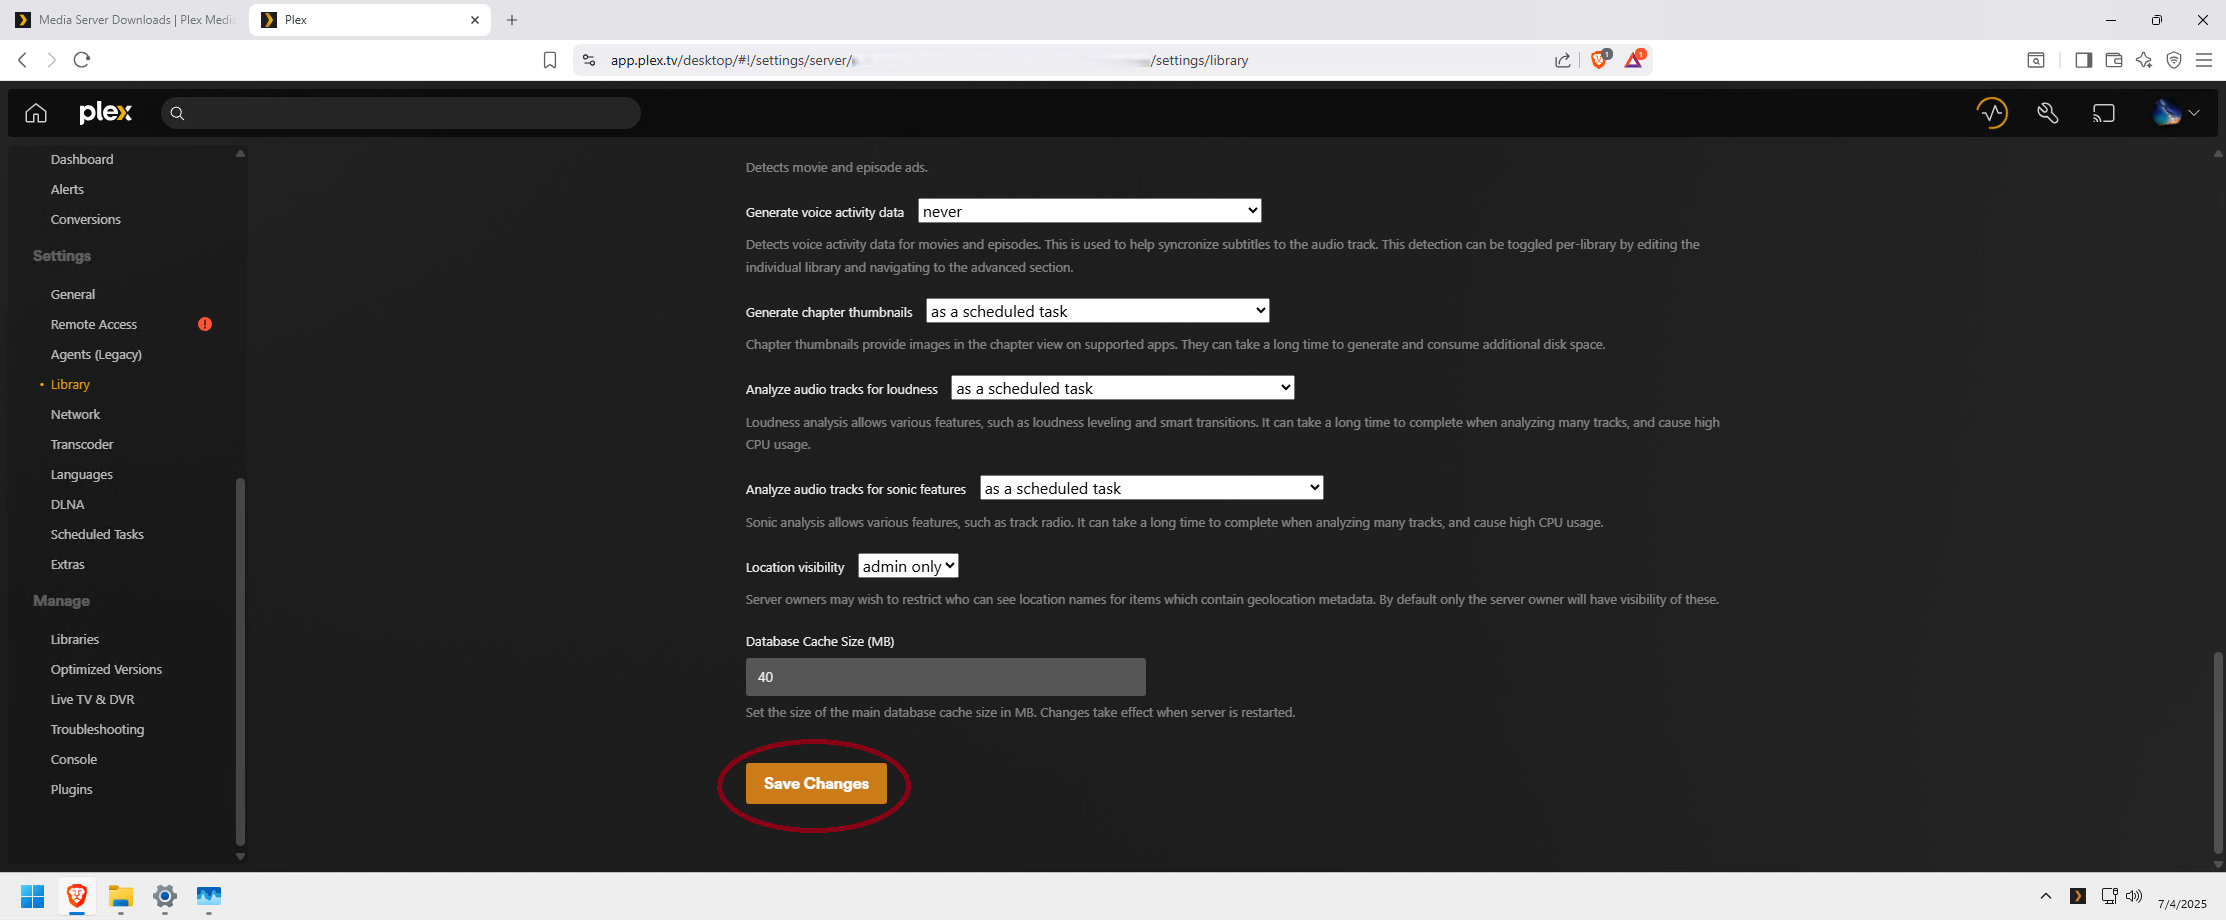 Media Server Downloads | Plex Medi
Plex
app.plex.tv/desktop/#!/settings/server/
/settings/library
1
1
plex
Dashboard
Alerts
Conversions
Settings
General
Remote Access
!
Agents (Legacy)
• Library
Network
Transcoder
Languages
DLNA
Scheduled Tasks
Extras
Manage
Libraries
Optimized Versions
Live TV & DVR
Troubleshooting
Console
Plugins
Detects movie and episode ads.
Generate voice activity data never
Detects voice activity data for movies and episodes. This is used to help syncronize subtitles to the audio track. This detection can be toggled per-library by editing the
individual library and navigating to the advanced section.
Generate chapter thumbnails as a scheduled task
Chapter thumbnails provide images in the chapter view on supported apps. They can take a long time to generate and consume additional disk space.
Analyze audio tracks for loudness as a scheduled task
Loudness analysis allows various features, such as loudness leveling and smart transitions. It can take a long time to complete when analyzing many tracks, and cause high
CPU usage.
Analyze audio tracks for sonic features as a scheduled task
Sonic analysis allows various features, such as track radio. It can take a long time to complete when analyzing many tracks, and cause high CPU usage.
Location visibility admin only
Server owners may wish to restrict who can see location names for items which contain geolocation metadata. By default only the server owner will have visibility of these.
Database Cache Size (MB)
40
Set the size of the main database cache size in MB. Changes take effect when server is restarted.
Save Changes
7/4/2025